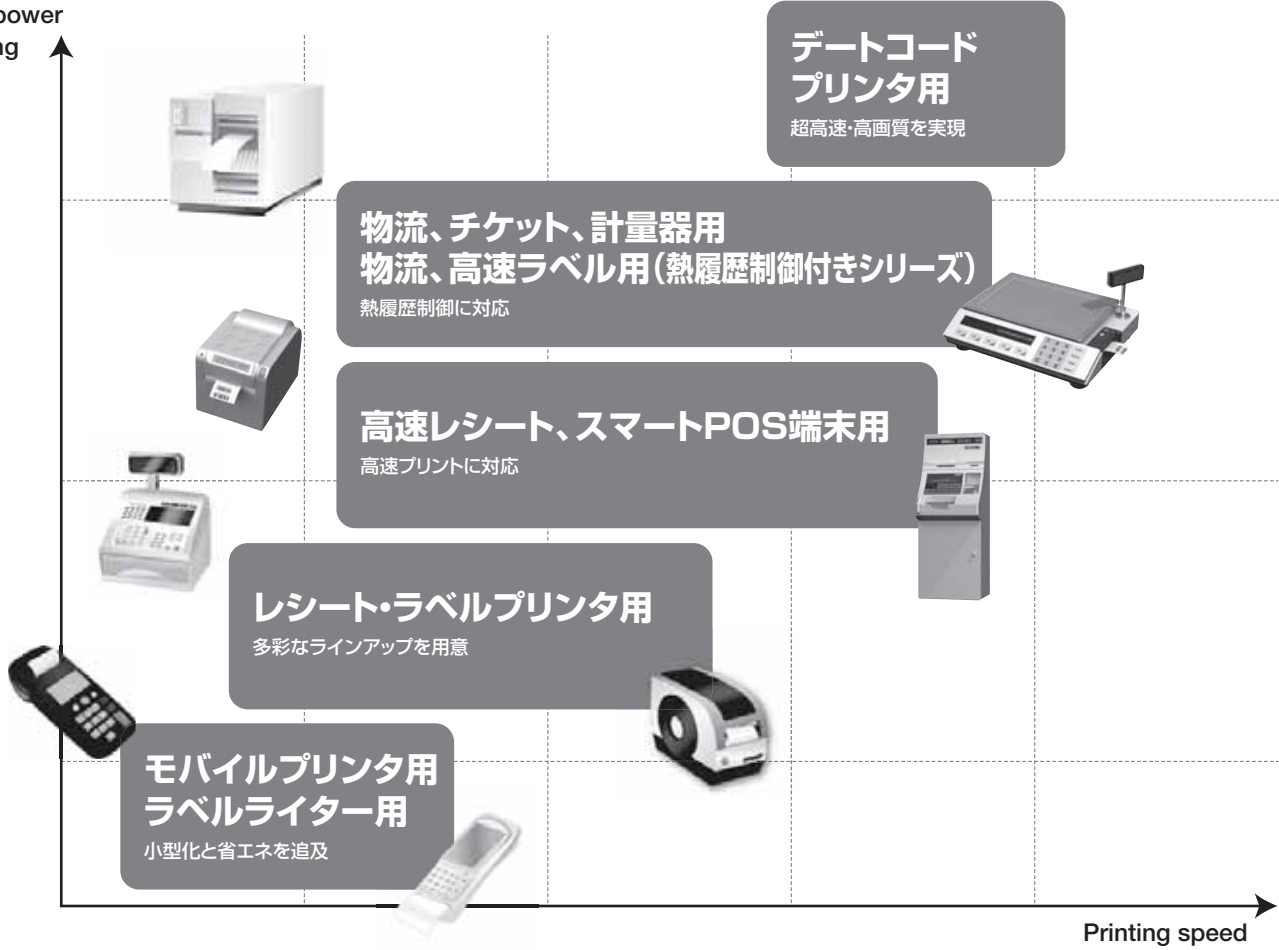 power
ng
デートコード
プリンタ用
超高速・高画質を実現
物流、チケット、計量器用
物流、高速ラベル用（熱履歴制御付きシリーズ）
熱履歴制御に対応
高速レシート、スマートPOS端末用
高速プリントに対応
レシート・ラベルプリンタ用
多彩なラインアップを用意
モバイルプリンタ用
ラベルライター用
小型化と省エネを追及
Printing speed